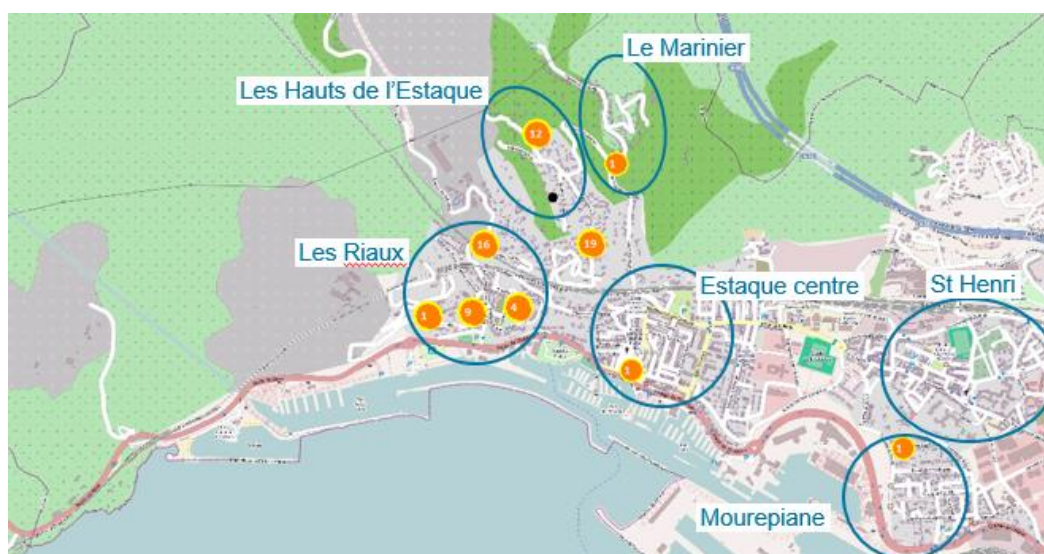 Le Marinier
Les Hauts de l'Estaque
12
1
Les Riaux
16
19
Estaque centre
St Henri
1
9
4
1
1
Mourepiane